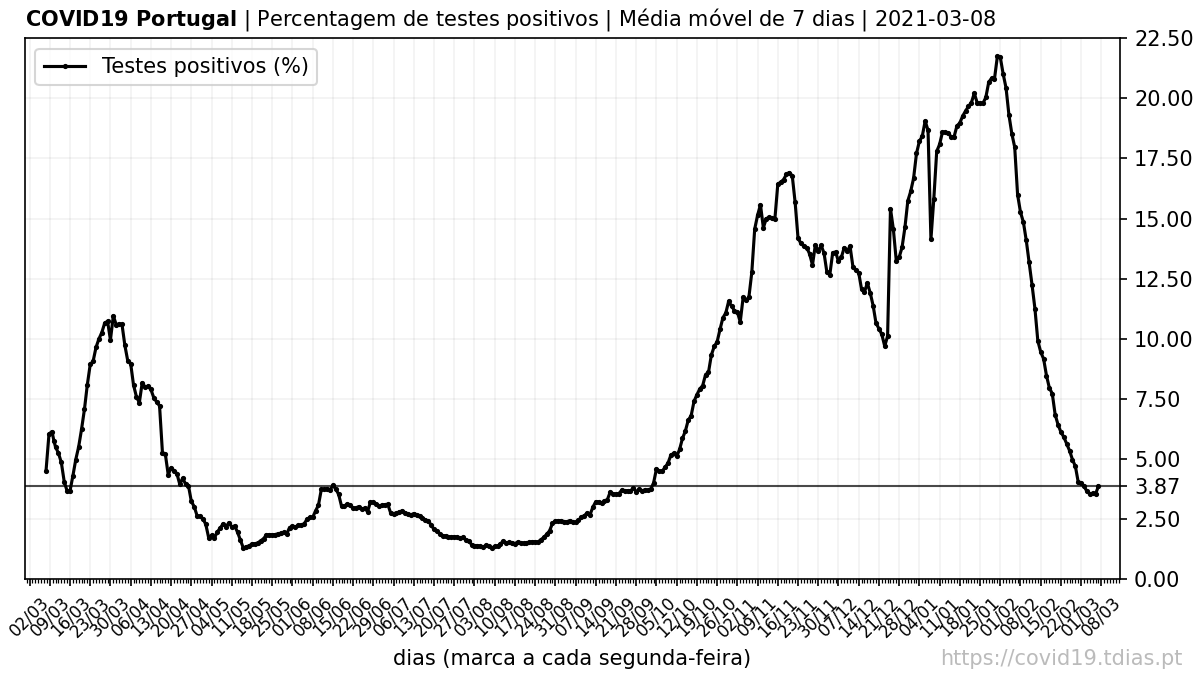 COVID19 Portugal | Percentagem de testes positivos | Média móvel de 7 dias | 2021-03-08
Testes positivos (%)
22.50
20.00
17.50
15.00
12.50
10.00
7.50
5.00
3.87
2.50
0.00
02/03 09/03 16/03 23/03 30/03 06/04 13/04 20/04 27/04 04/05 11/05 18/05 25/05 01/06 08/06 15/06 22/06 29/06 06/07 13/07 20/07 27/07 03/08 10/08 17/08 24/08 31/08 07/09 14/09 21/09 28/09 05/10 12/10 19/10 26/10 02/11 09/11 16/11 23/11 30/11 07/12 14/12 21/12 28/12 04/01 11/01 18/01 25/01 01/02 08/02 15/02 22/02 01/03 08/03
dias (marca a cada segunda-feira)
https://covid19.tdias.pt